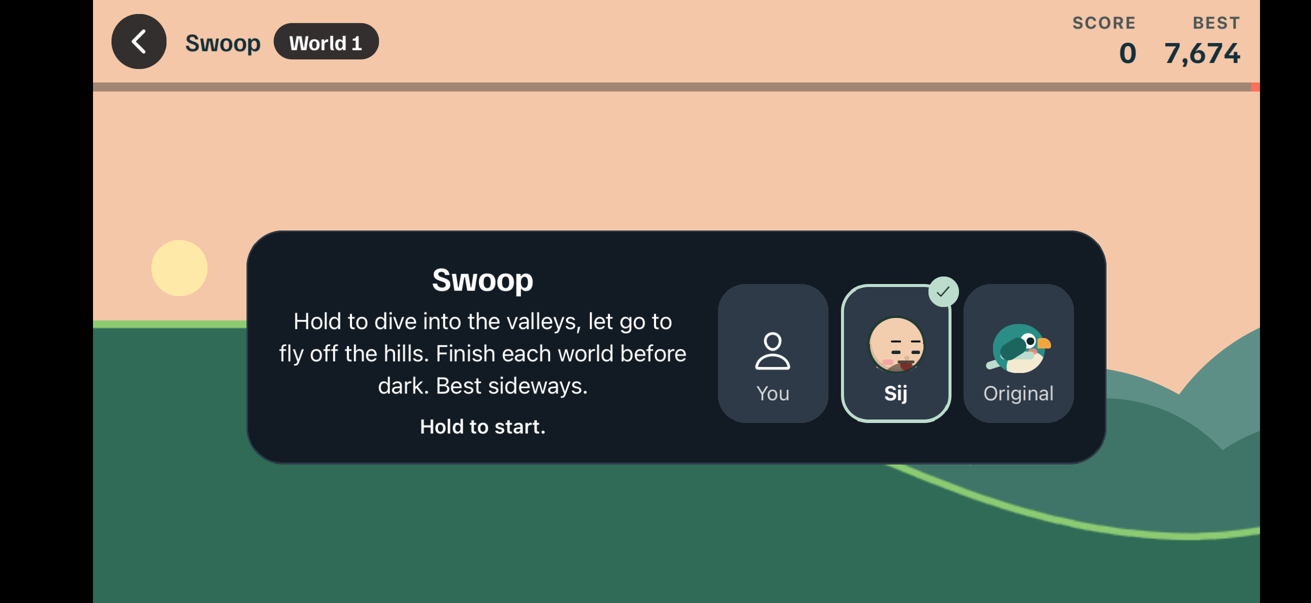 Swoop
World 1
SCORE
0
BEST
7,674
Swoop
Hold to dive into the valleys, let go to
fly off the hills. Finish each world before
dark. Best sideways.
Hold to start.
You
Sij
Original